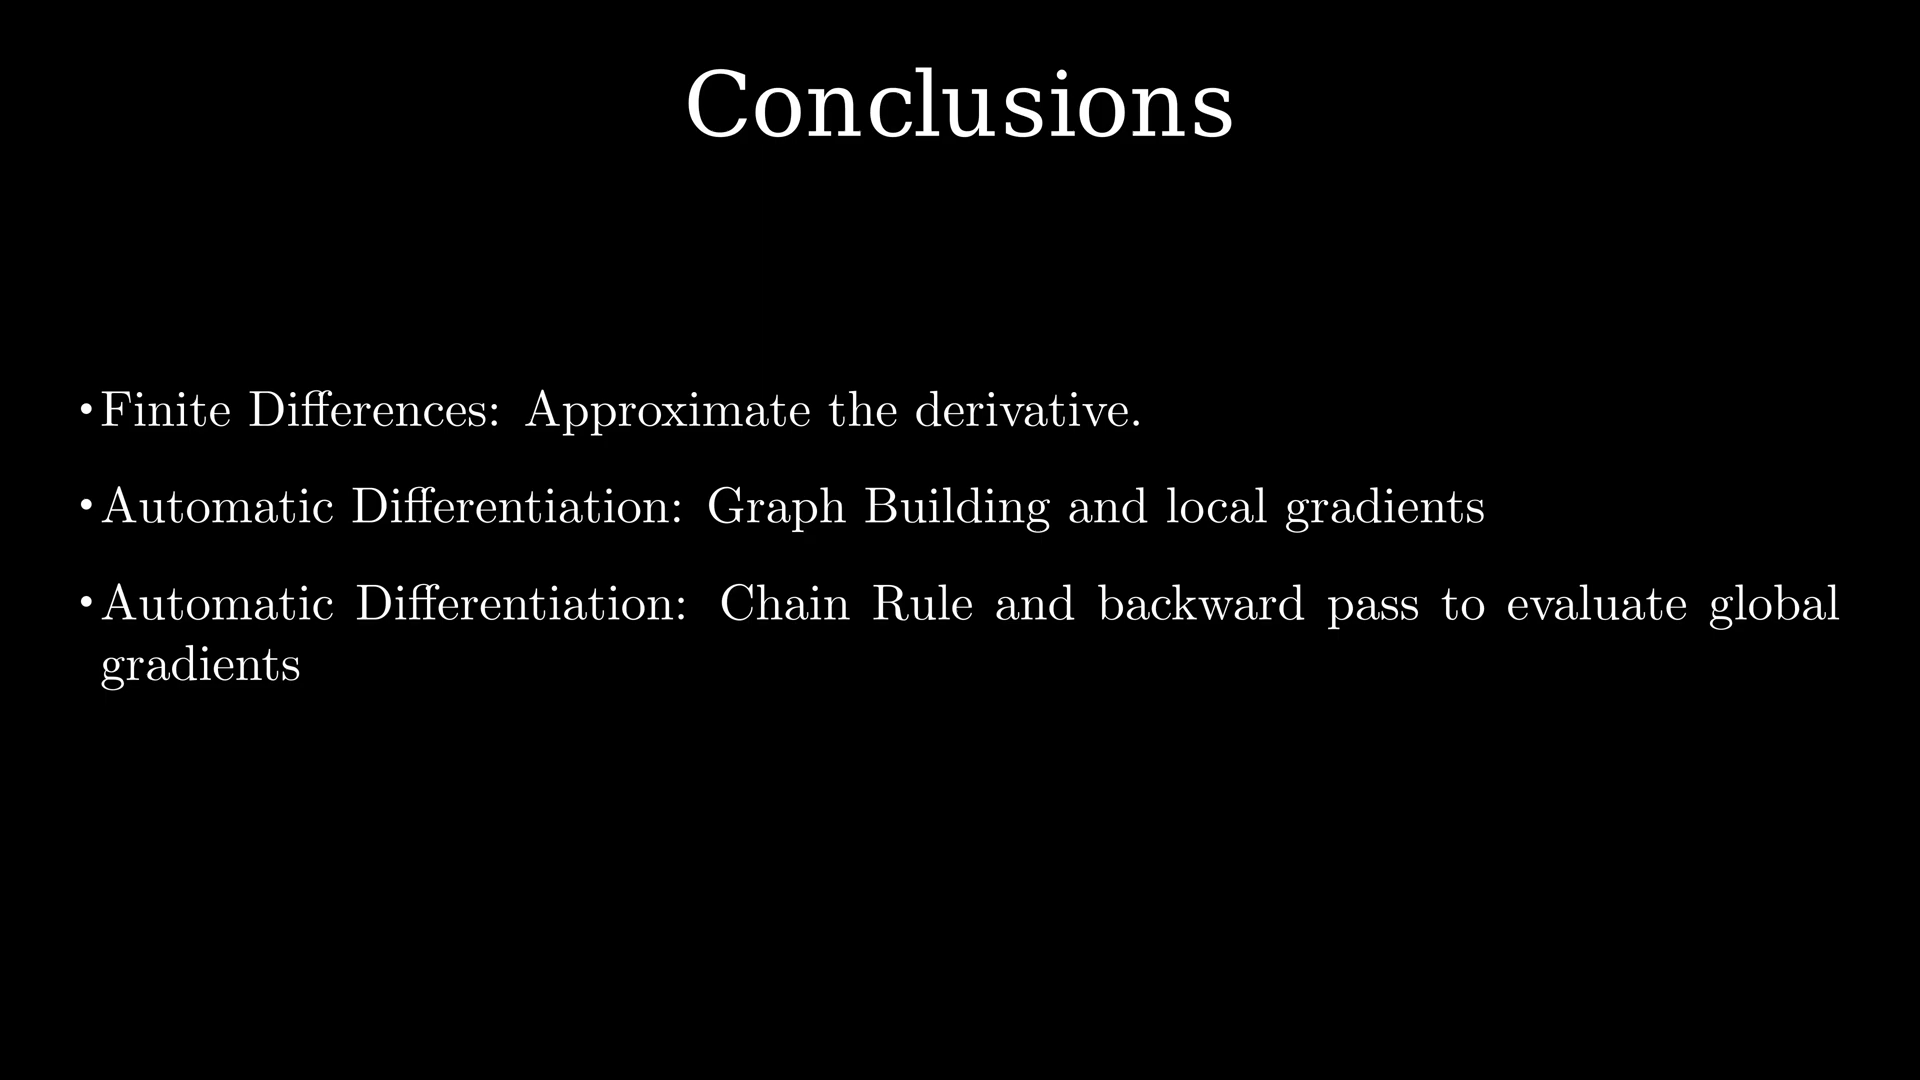 Conclusions
•Finite Differences: Approximate the derivative.
•Automatic Differentiation: Graph Building and local gradients
•Automatic Differentiation: Chain Rule and backward pass to evaluate global
gradients